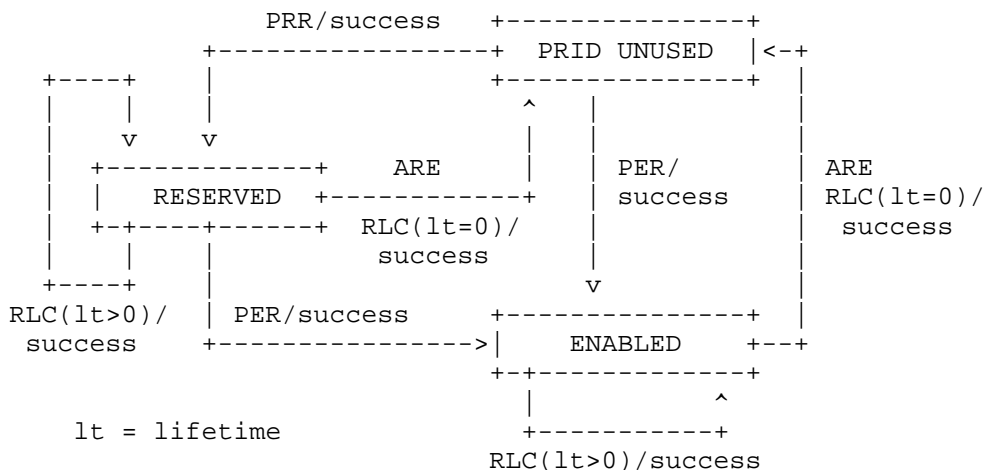 PRR/success
PRID UNUSED
ARE
PER/
ARE
RESERVED
success
RLC(lt=0)/
RLC(lt=0)/
success
success
RLC(lt>0)/
PER/success
success
ENABLED
lt = lifetime
RLC(lt>0)/success